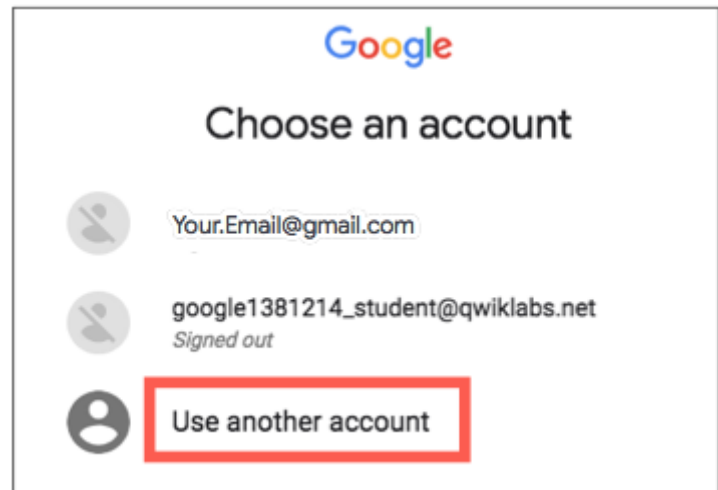 Google
Choose an account
Your.Email@gmail.com
google1381214_student@qwiklabs.net
Signed out
Use another account